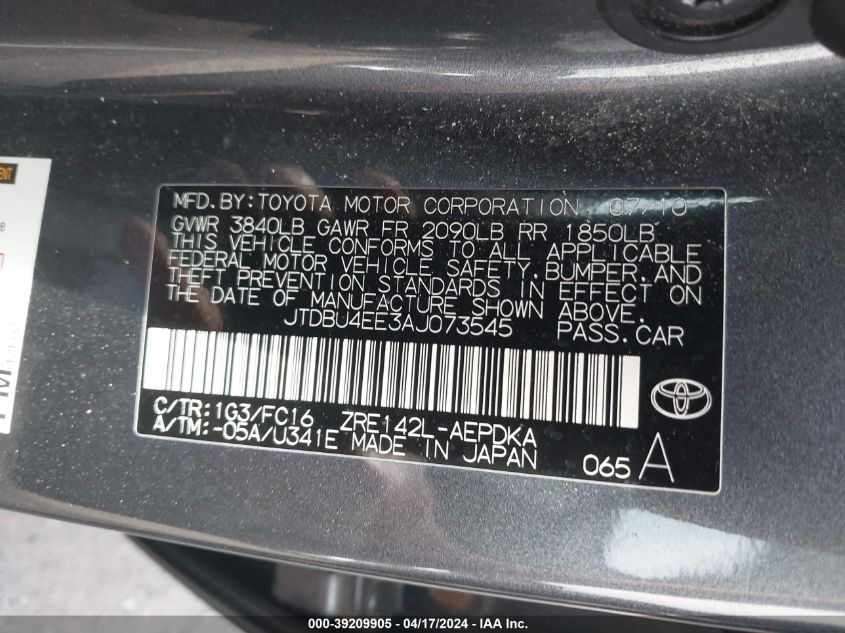 MFD. BY: TOYOTA MOTOR CORPORATION 07/10
GVWR 3840LB GAWR FR 2090LB RR 1850LB
THIS VEHICLE CONFORMS TO ALL APPLICABLE
FEDERAL MOTOR VEHICLE SAFETY, BUMPER, AND
THEFT PREVENTION STANDARDS IN EFFECT ON
THE DATE OF MANUFACTURE SHOWN ABOVE.
JTDBU4EE3AJ073545 PASS. CAR
C/TR: 1G3/FC16 ZRE142L-AEPDKA
A/TM: -05A/U341E MADE IN JAPAN
065 A
000-39209905 - 04/17/2024 - IAA Inc.